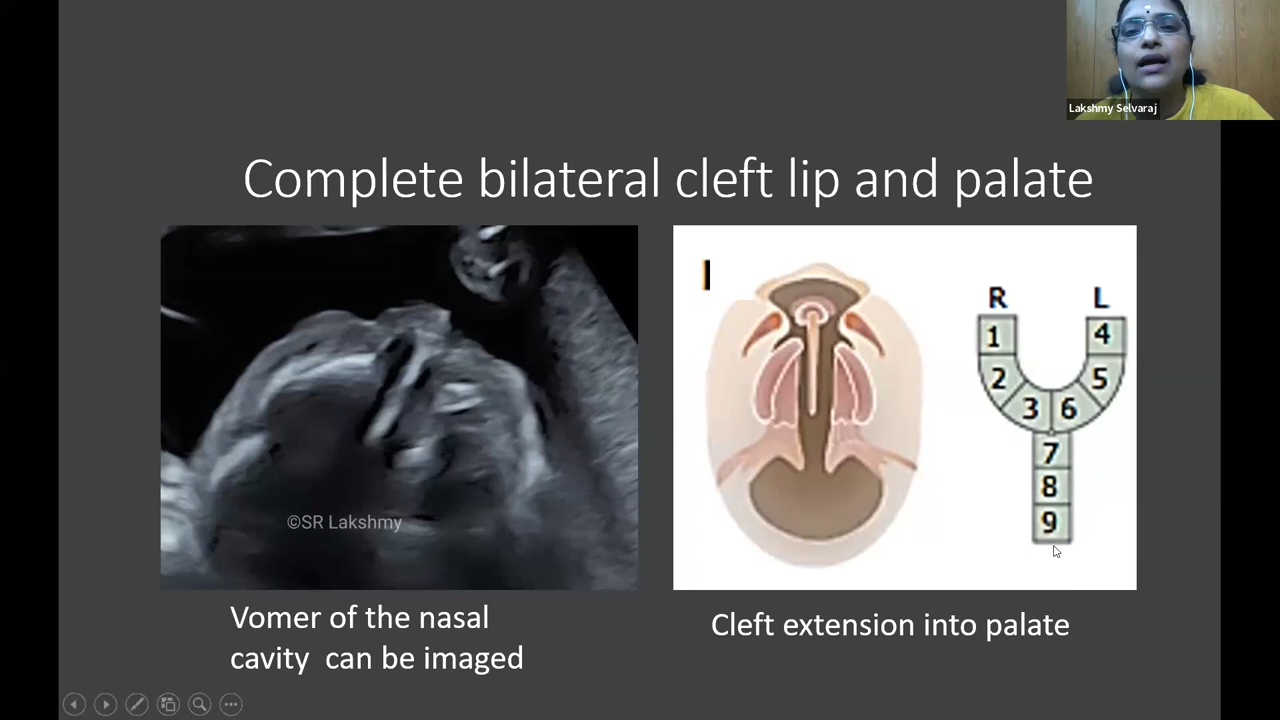 Lakshmy Selvaraj
Complete bilateral cleft lip and palate
©SR Lakshmy
I
R L
1 4
2 5
3 6
7
8
9
Vomer of the nasal
cavity can be imaged
Cleft extension into palate